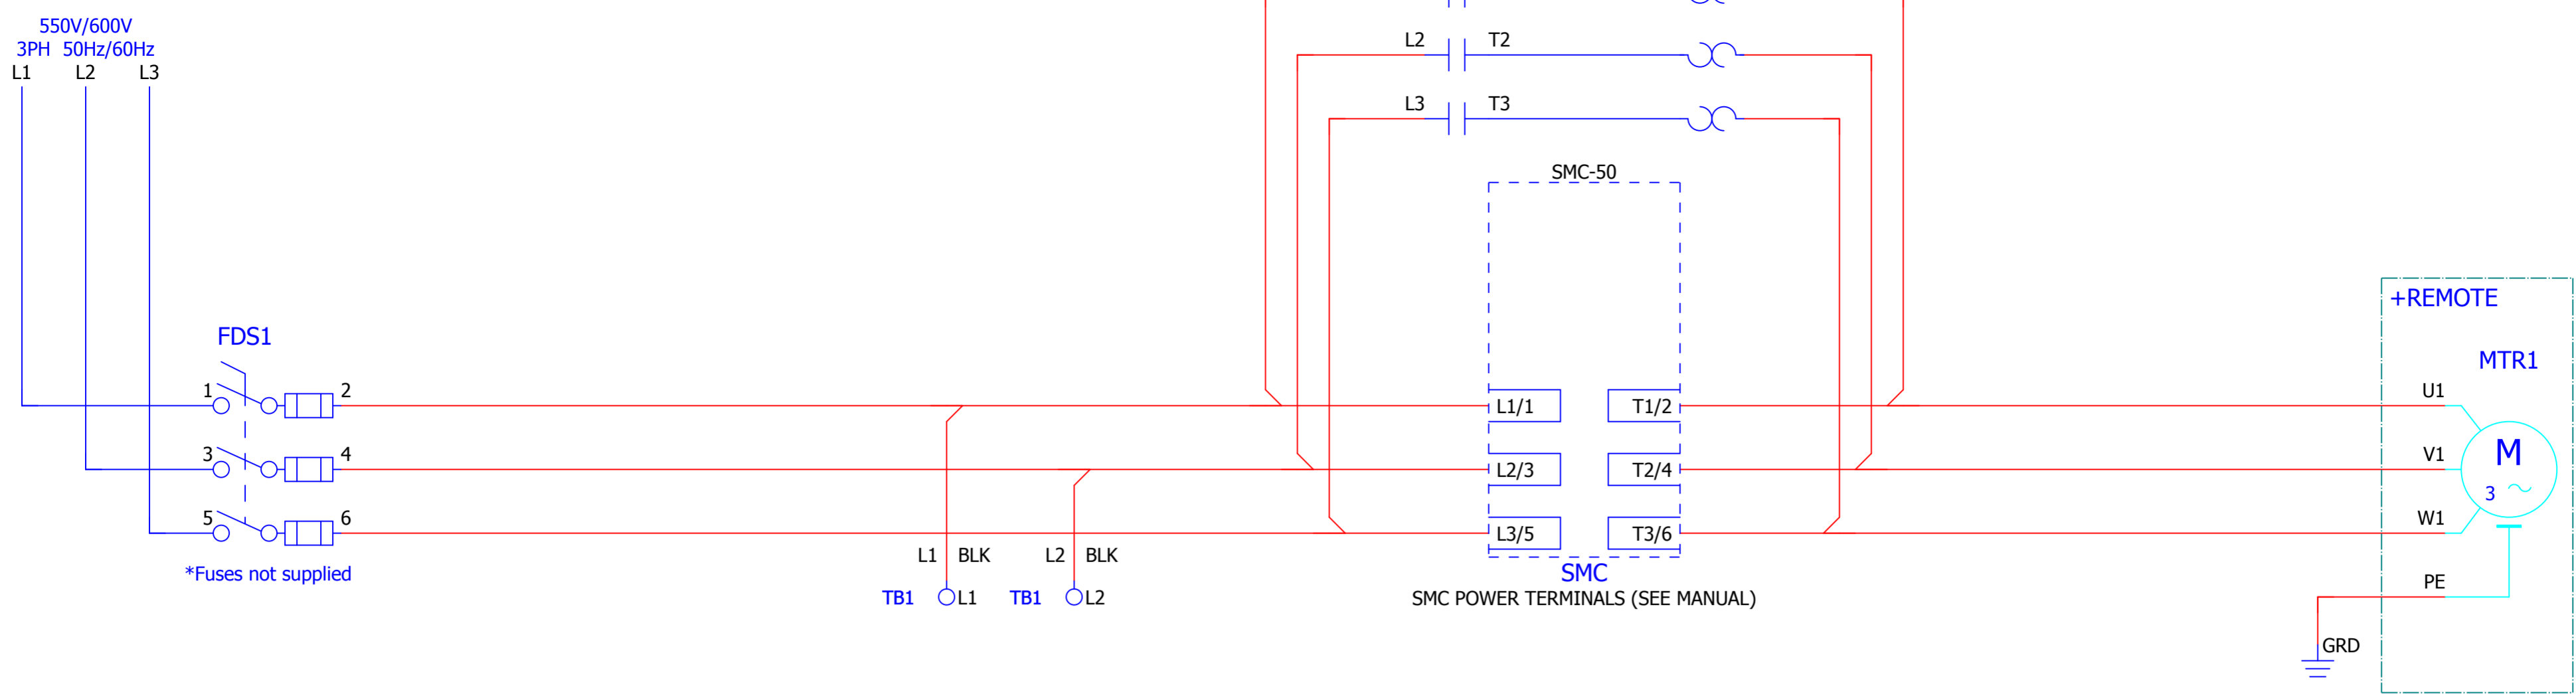 550V/600V
3PH 50Hz/60Hz
L1 L2 L3
L2 T2
L3 T3
SMC-50
+REMOTE
FDS1
MTR1
1 2
L1/1 T1/2
U1
3 4
L2/3 T2/4
V1
M
3
5 6
L3/5 T3/6
W1
L1 BLK L2 BLK
*Fuses not supplied
SMC
PE
TB1 L1 TB1 L2
SMC POWER TERMINALS (SEE MANUAL)
GRD